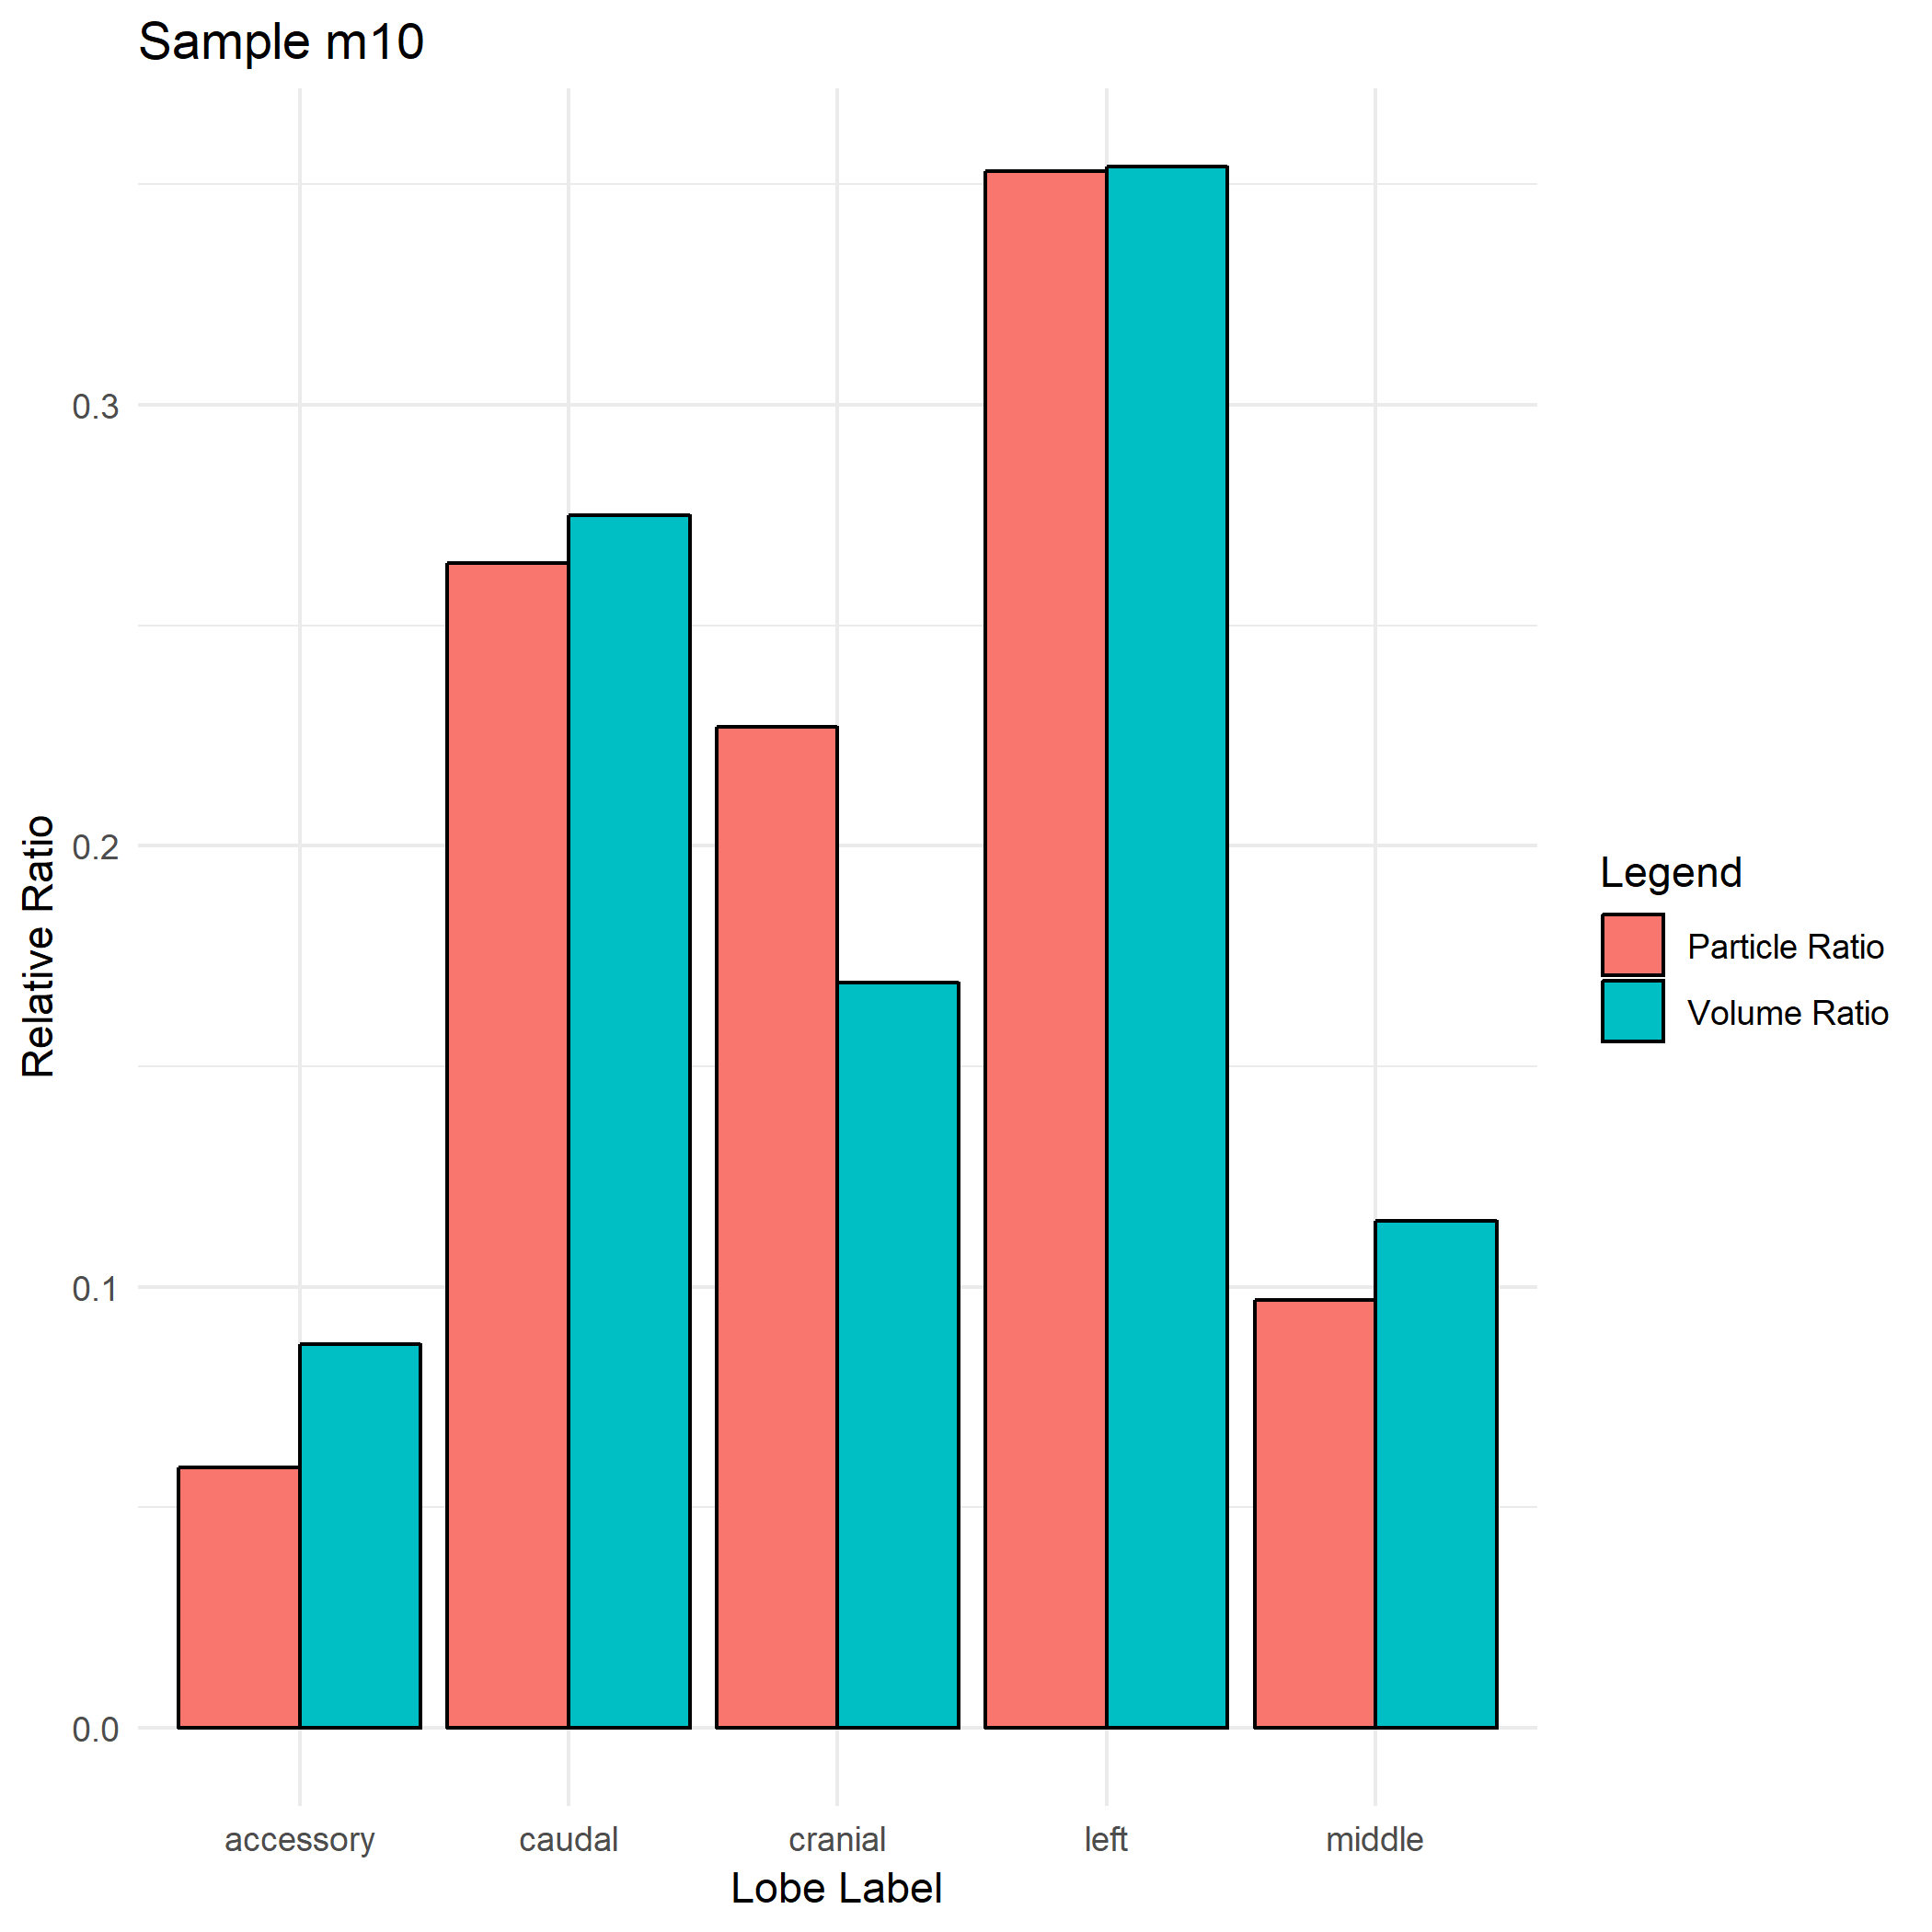 Sample m10
Relative Ratio
0.3
0.2
0.1
0.0
accessory caudal cranial left middle
Lobe Label
Legend
Particle Ratio
Volume Ratio